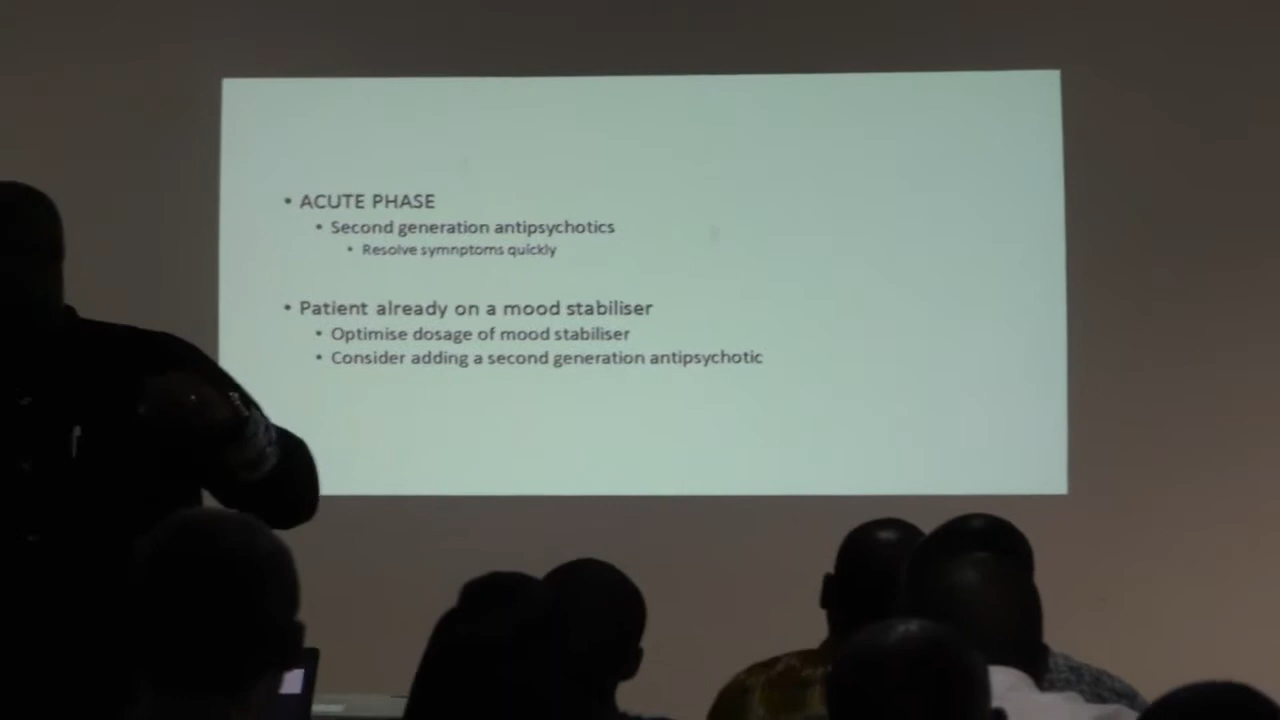 • ACUTE PHASE
• Second generation antipsychotics
• Resolve symnptoms quickly
• Patient already on a mood stabiliser
• Optimise dosage of mood stabiliser
• Consider adding a second generation antipsychotic